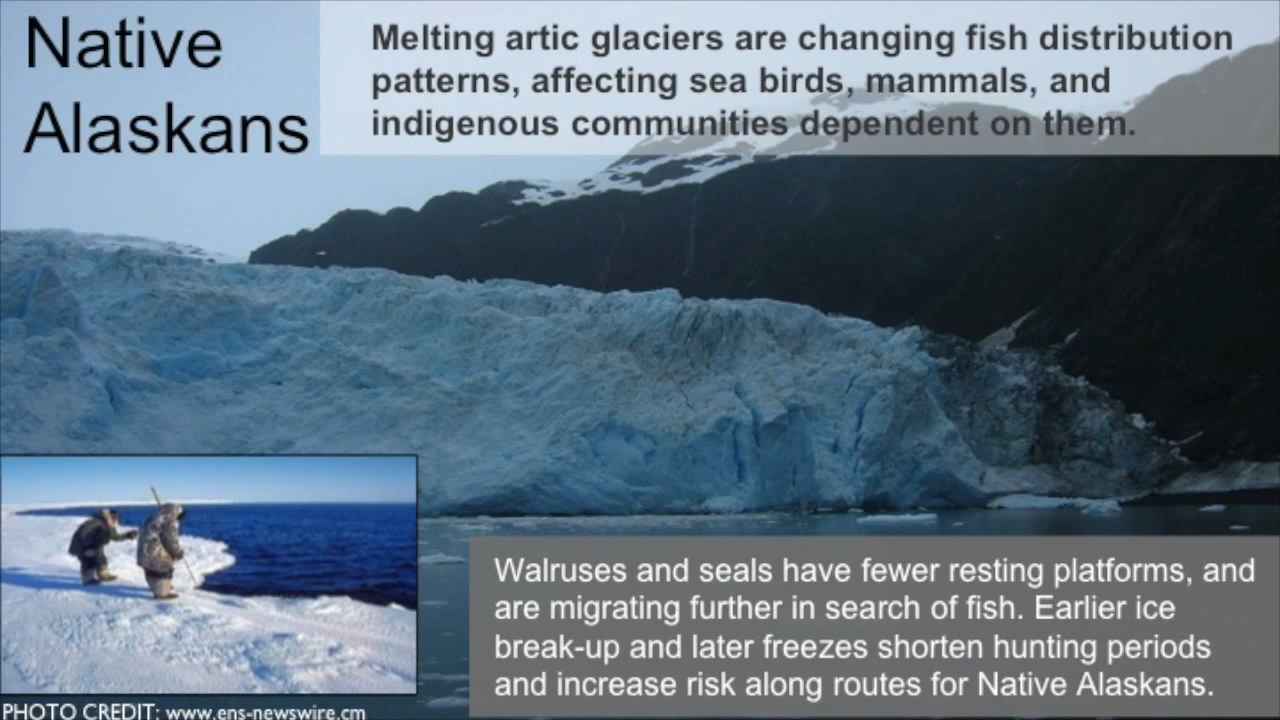 Native
Alaskans
Melting artic glaciers are changing fish distribution
patterns, affecting sea birds, mammals, and
indigenous communities dependent on them.
Walruses and seals have fewer resting platforms, and
are migrating further in search of fish. Earlier ice
break-up and later freezes shorten hunting periods
and increase risk along routes for Native Alaskans.
PHOTO CREDIT: www.ens-newswire.cm